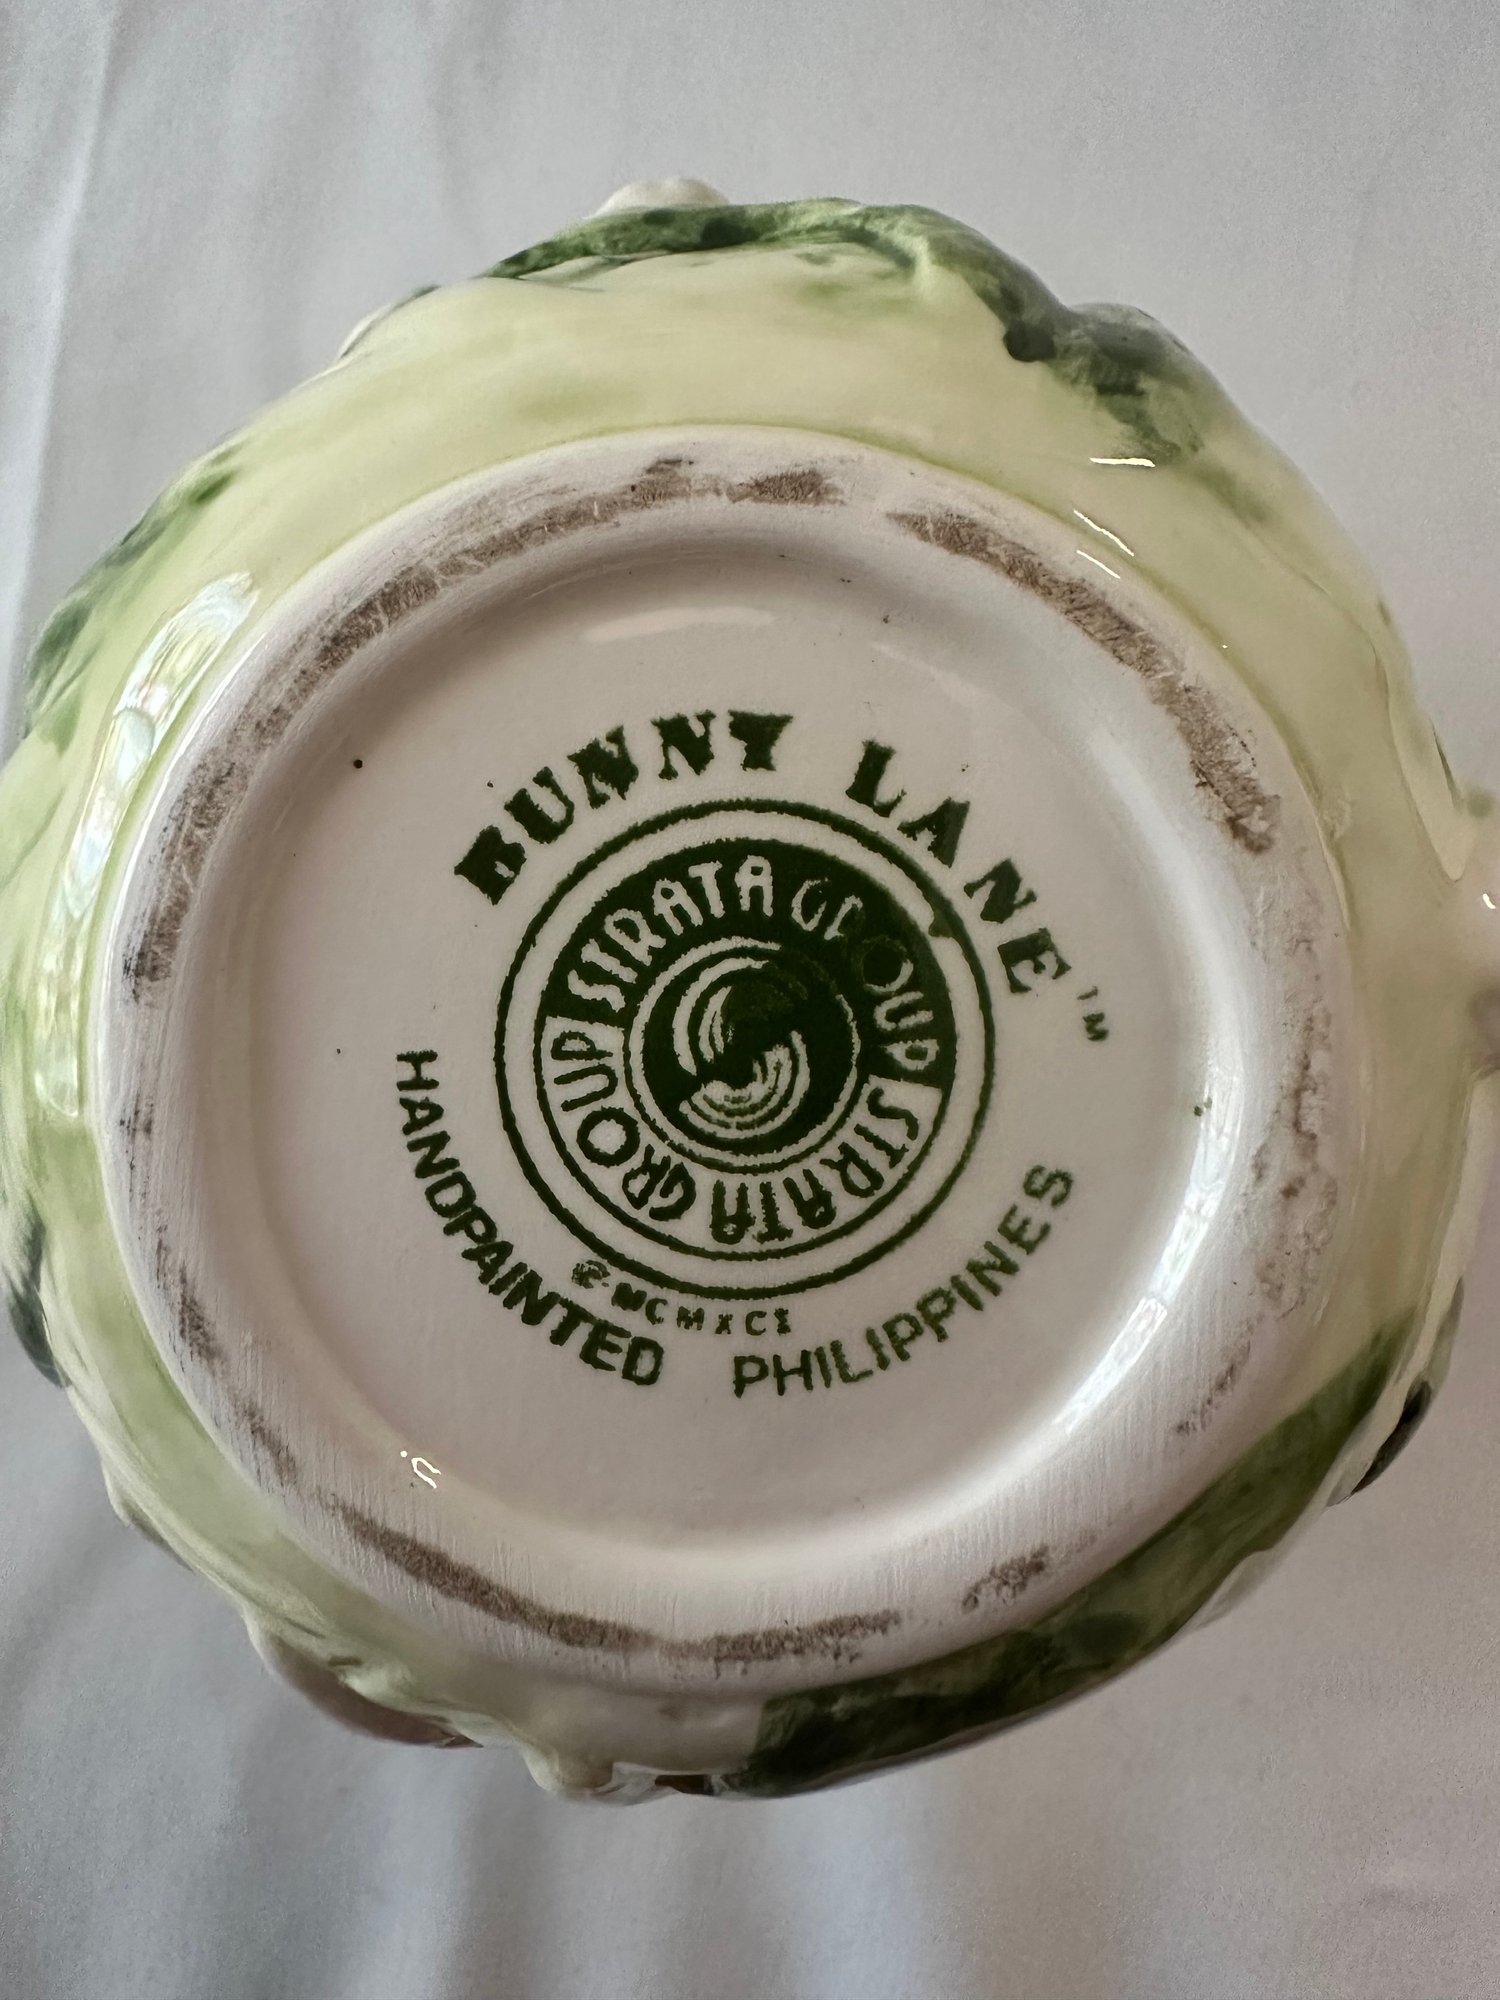 BUNNY LANE™
STRATA GROUP STRATA GROUP
© MCMXCI
HANDPAINTED PHILIPPINES